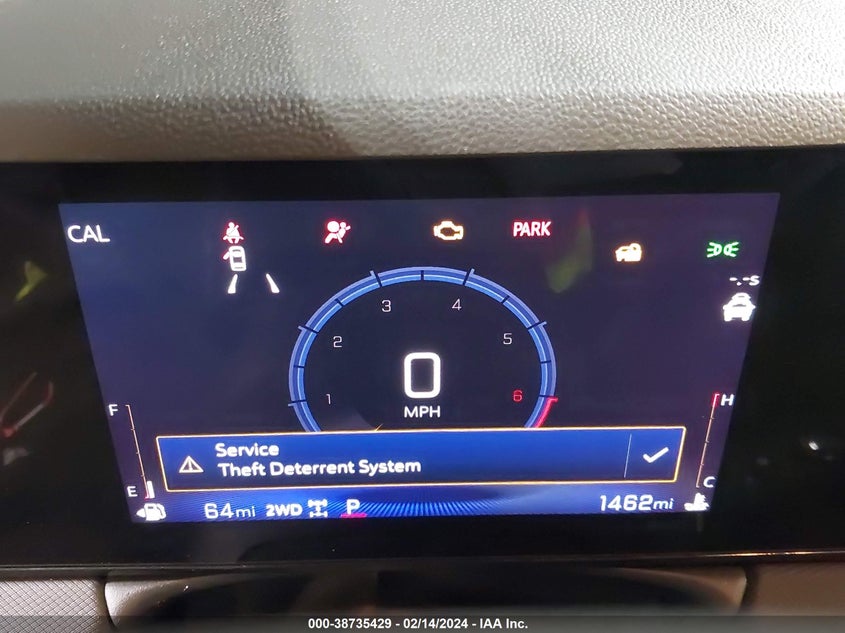 CAL
PARK
-.-s
3 4
2 5
1 6
0
MPH
F H
Service
Theft Deterrent System
E C
64mi 2WD P 1462mi
000-38735429 - 02/14/2024 - IAA Inc.